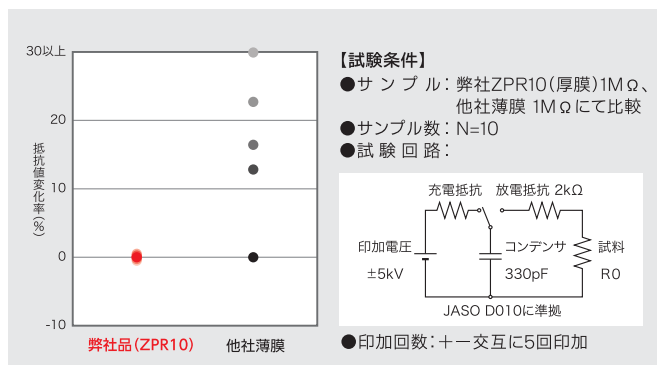 30以上
20
10
0
-10
抵抗値変化率(%)
弊社品(ZPR10)
他社薄膜
【試験条件】
●サンプル：弊社ZPR10(厚膜)1MΩ、
他社薄膜 1MΩにて比較
●サンプル数：N=10
●試験回路：
充電抵抗 放電抵抗 2kΩ
印加電圧
±5kV
コンデンサ
330pF
試料
R0
JASO D010に準拠
●印加回数：＋－交互に5回印加